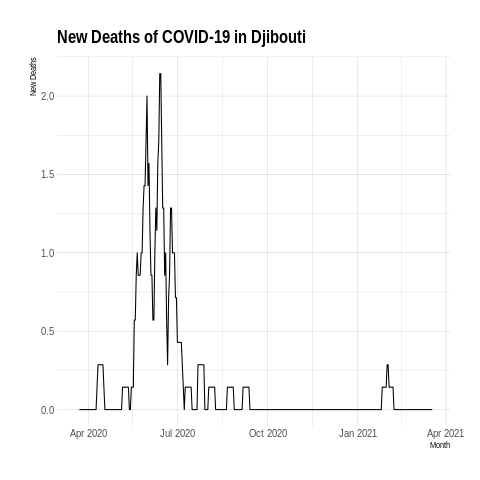 New Deaths of COVID-19 in Djibouti
New Deaths
2.0
1.5
1.0
0.5
0.0
Apr 2020 Jul 2020 Oct 2020 Jan 2021 Apr 2021
Month